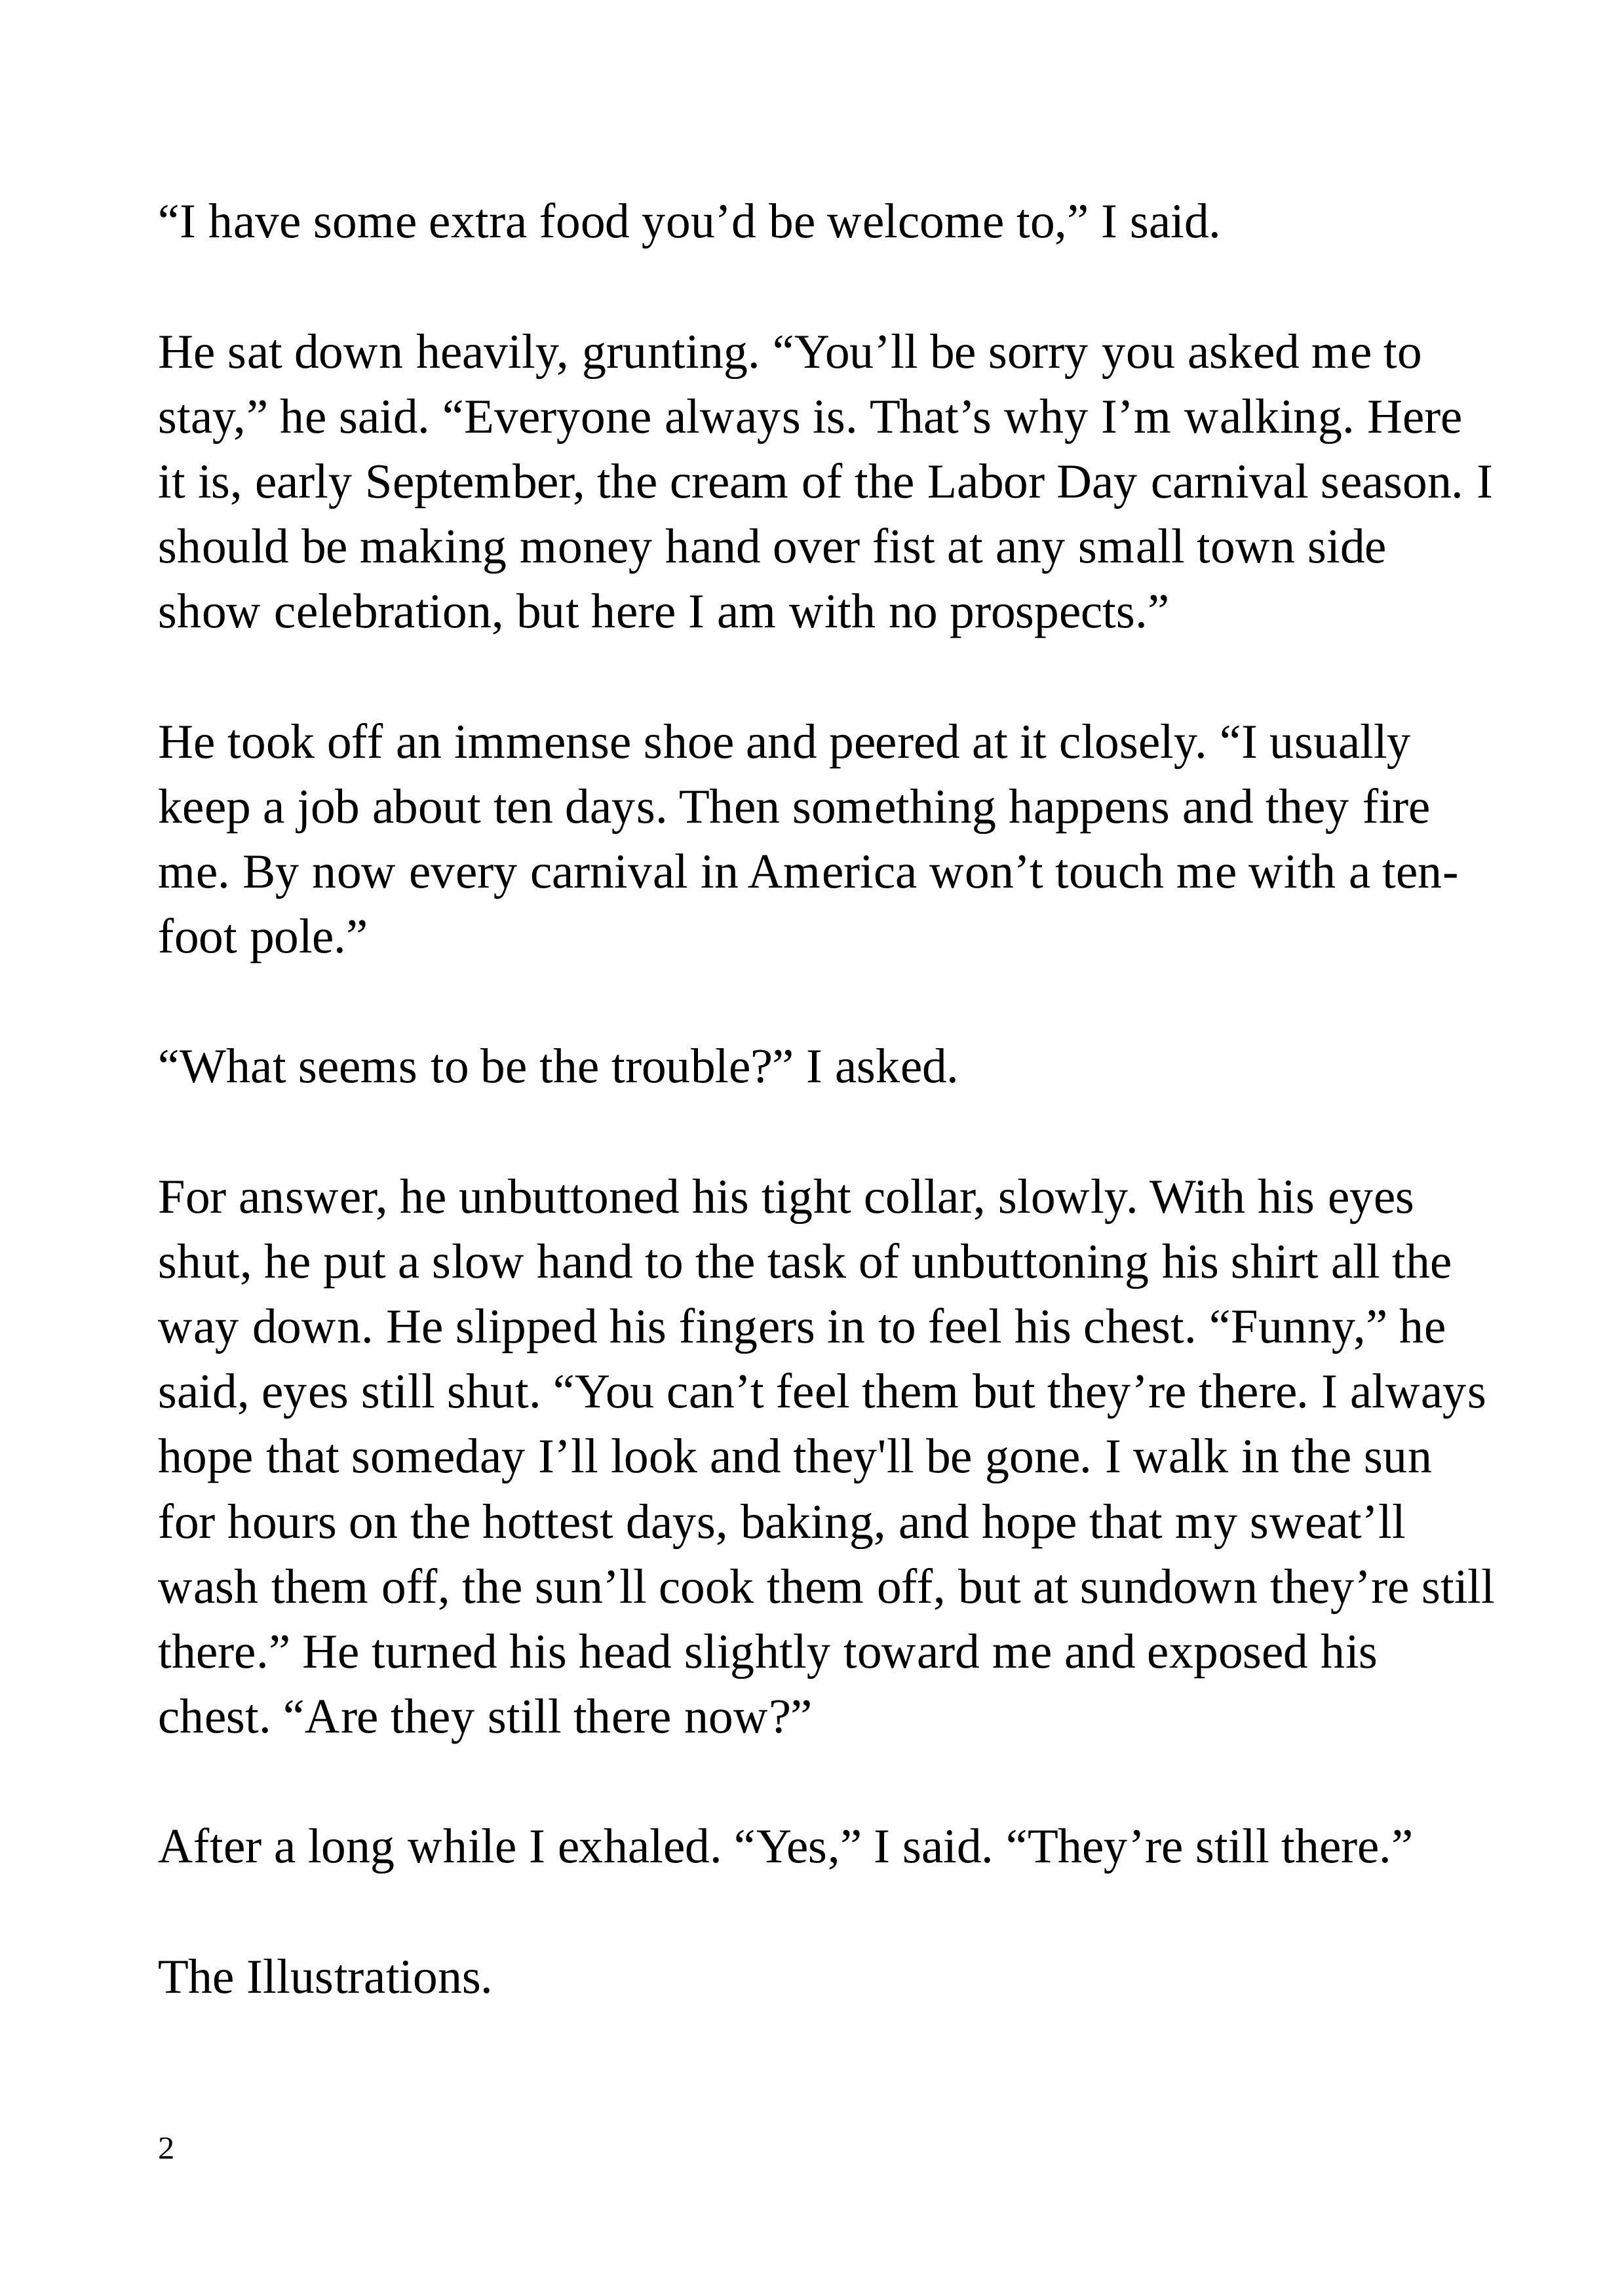 “I have some extra food you’d be welcome to,” I said.
He sat down heavily, grunting. “You’ll be sorry you asked me to
stay,” he said. “Everyone always is. That’s why I’m walking. Here
it is, early September, the cream of the Labor Day carnival season. I
should be making money hand over fist at any small town side
show celebration, but here I am with no prospects.”
He took off an immense shoe and peered at it closely. “I usually
keep a job about ten days. Then something happens and they fire
me. By now every carnival in America won’t touch me with a ten-
foot pole.”
“What seems to be the trouble?” I asked.
For answer, he unbuttoned his tight collar, slowly. With his eyes
shut, he put a slow hand to the task of unbuttoning his shirt all the
way down. He slipped his fingers in to feel his chest. “Funny,” he
said, eyes still shut. “You can’t feel them but they’re there. I always
hope that someday I’ll look and they'll be gone. I walk in the sun
for hours on the hottest days, baking, and hope that my sweat’ll
wash them off, the sun’ll cook them off, but at sundown they’re still
there.” He turned his head slightly toward me and exposed his
chest. “Are they still there now?”
After a long while I exhaled. “Yes,” I said. “They’re still there.”
The Illustrations.
2